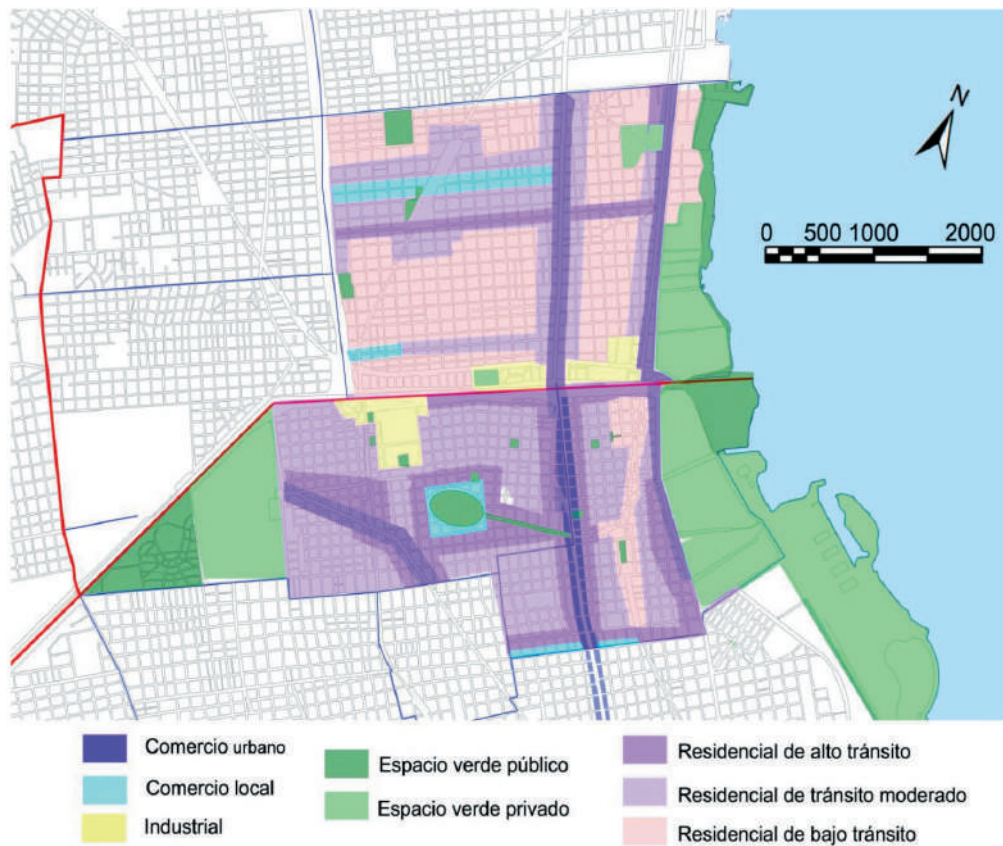 N
0 500 1000 2000
Comercio urbano
Comercio local
Industrial
Espacio verde público
Espacio verde privado
Residencial de alto tránsito
Residencial de tránsito moderado
Residencial de bajo tránsito